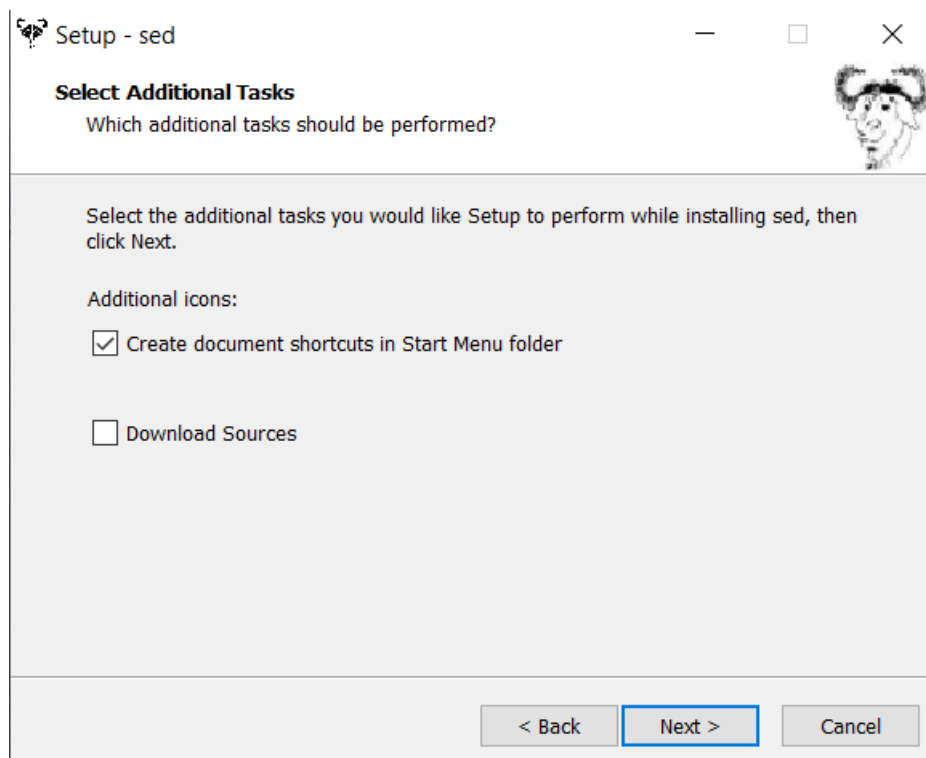 Setup - sed
Select Additional Tasks
Which additional tasks should be performed?
Select the additional tasks you would like Setup to perform while installing sed, then
click Next.
Additional icons:
Create document shortcuts in Start Menu folder
Download Sources
< Back
Next >
Cancel